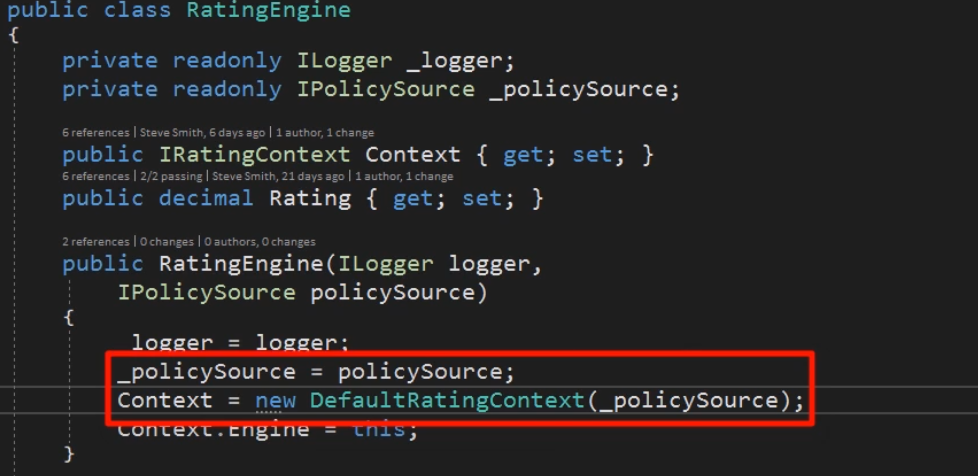 public class RatingEngine
{
private readonly ILogger _logger;
private readonly IPolicySource _policySource;
6 references | Steve Smith, 6 days ago | 1 author, 1 change
public IRatingContext Context { get; set; }
6 references | 2/2 passing | Steve Smith, 21 days ago | 1 author, 1 change
public decimal Rating { get; set; }
2 references | 0 changes | 0 authors, 0 changes
public RatingEngine(ILogger logger,
IPolicySource policySource)
{
_logger = logger;
_policySource = policySource;
Context = new DefaultRatingContext(_policySource);
Context.Engine = this;
}